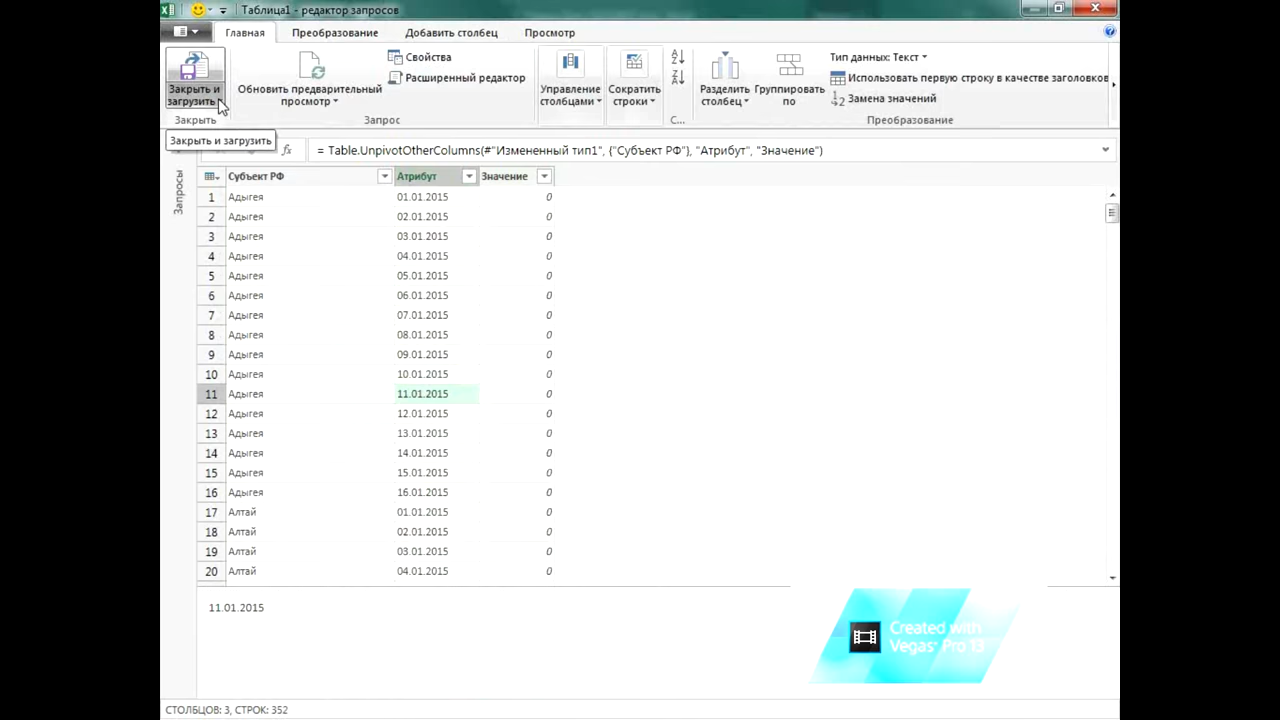 Таблица1 - редактор запросов
Главная Преобразование Добавить столбец Просмотр
Закрыть и загрузить
Обновить предварительный просмотр
Свойства
Расширенный редактор
Управление столбцами
Сократить строки
Разделить столбец
Группировать по
Тип данных: Текст
Использовать первую строку в качестве заголовков
Замена значений
Закрыть Запрос С... Преобразование
Закрыть и загрузить
fx = Table.UnpivotOtherColumns(#"Измененный тип1", {"Субъект РФ"}, "Атрибут", "Значение")
Запросы
Субъект РФ Атрибут Значение
1 Адыгея 01.01.2015 0
2 Адыгея 02.01.2015 0
3 Адыгея 03.01.2015 0
4 Адыгея 04.01.2015 0
5 Адыгея 05.01.2015 0
6 Адыгея 06.01.2015 0
7 Адыгея 07.01.2015 0
8 Адыгея 08.01.2015 0
9 Адыгея 09.01.2015 0
10 Адыгея 10.01.2015 0
11 Адыгея 11.01.2015 0
12 Адыгея 12.01.2015 0
13 Адыгея 13.01.2015 0
14 Адыгея 14.01.2015 0
15 Адыгея 15.01.2015 0
16 Адыгея 16.01.2015 0
17 Алтай 01.01.2015 0
18 Алтай 02.01.2015 0
19 Алтай 03.01.2015 0
20 Алтай 04.01.2015 0
11.01.2015
Created with
Vegas Pro 13
СТОЛБЦОВ: 3, СТРОК: 352